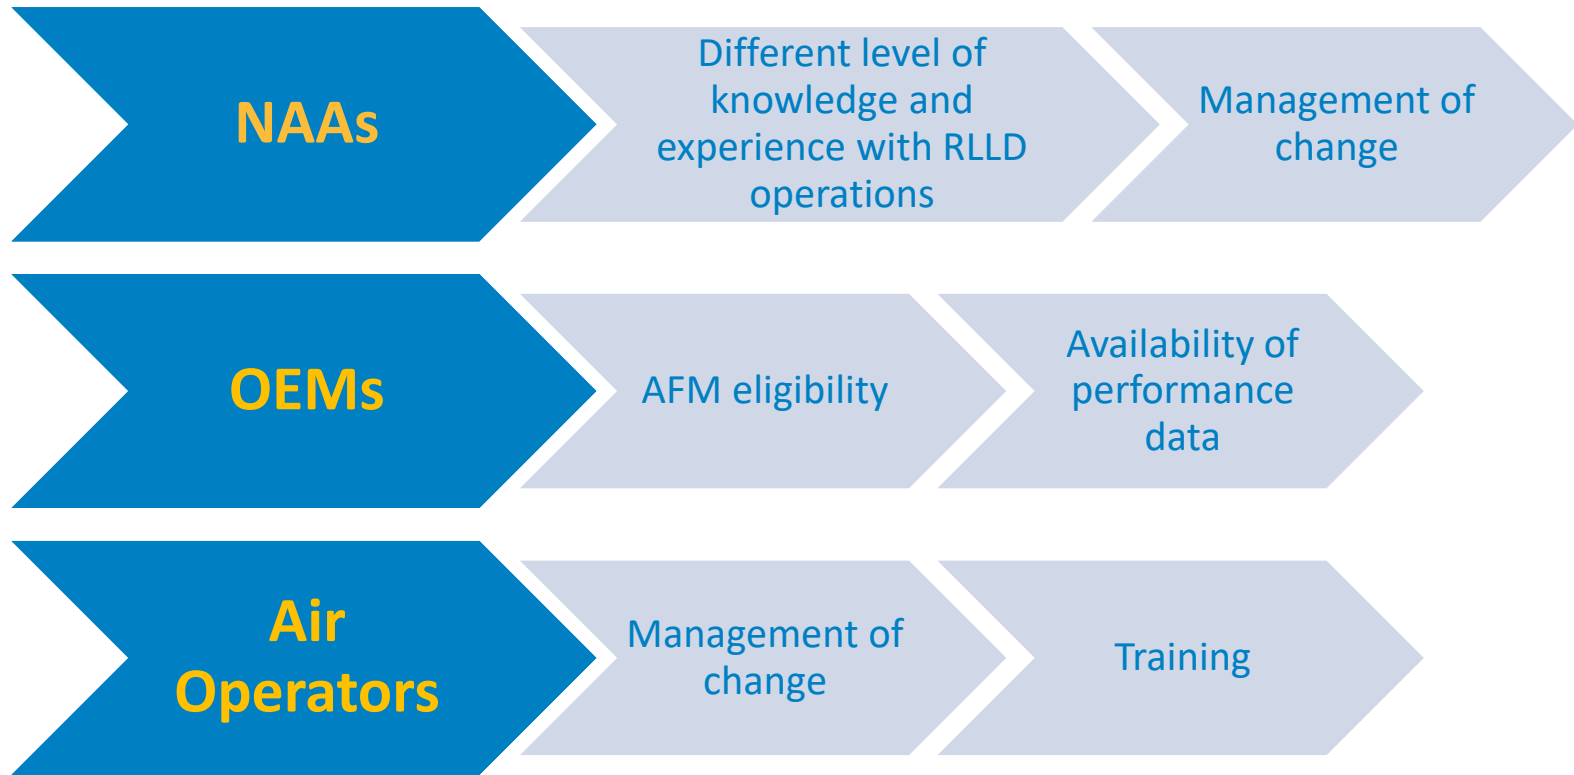 NAAs
Different level of
knowledge and
experience with RLLD
operations
Management of
change
OEMs
AFM eligibility
Availability of
performance
data
Air
Operators
Management of
change
Training